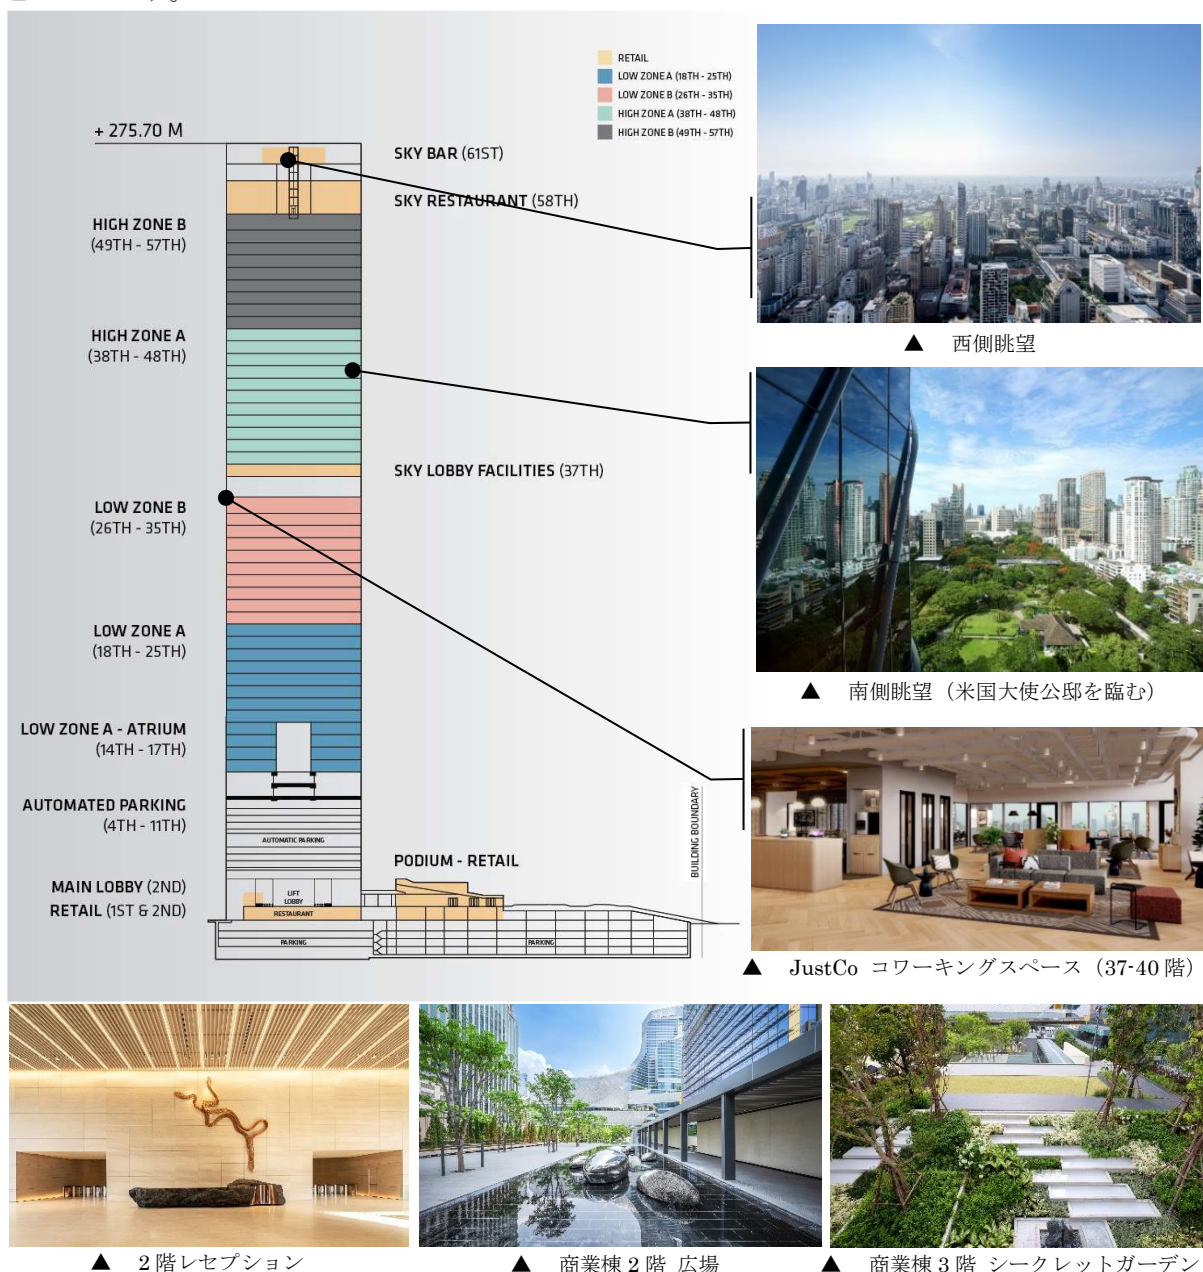 RETAIL
LOW ZONE A (18TH - 25TH)
LOW ZONE B (26TH - 35TH)
HIGH ZONE A (38TH - 48TH)
HIGH ZONE B (49TH - 57TH)
+ 275.70 M
SKY BAR (61ST)
SKY RESTAURANT (58TH)
HIGH ZONE B
(49TH - 57TH)
HIGH ZONE A
(38TH - 48TH)
SKY LOBBY FACILITIES (37TH)
LOW ZONE B
(26TH - 35TH)
LOW ZONE A
(18TH - 25TH)
LOW ZONE A - ATRIUM
(14TH - 17TH)
AUTOMATED PARKING
(4TH - 11TH)
AUTOMATIC PARKING
BUILDING BOUNDARY
PODIUM - RETAIL
MAIN LOBBY (2ND)
RETAIL (1ST & 2ND)
LIFT
LOBBY
RESTAURANT
PARKING
PARKING
▲ 西側眺望
▲ 南側眺望（米国大使公邸を臨む）
▲ JustCo コワーキングスペース（37-40 階）
▲ 2 階レセプション
▲ 商業棟 2 階 広場
▲ 商業棟 3 階 シークレットガーデン